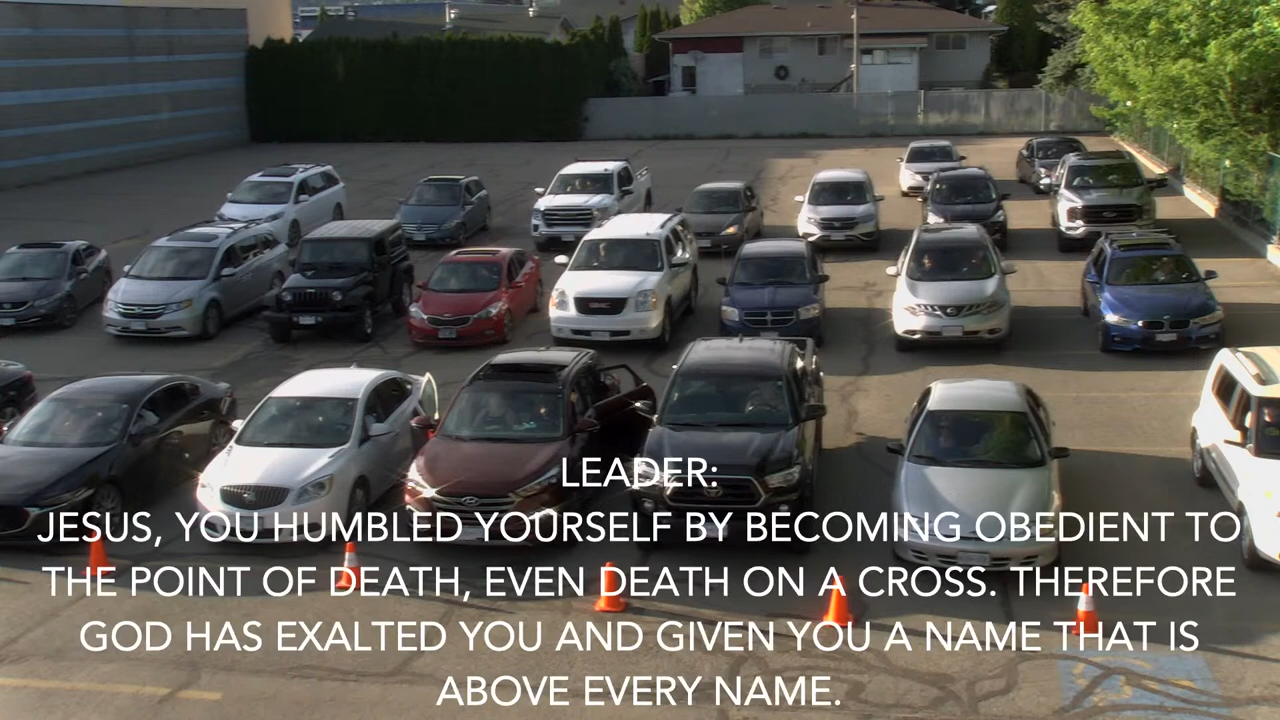 LEADER:
JESUS, YOU HUMBLED YOURSELF BY BECOMING OBEDIENT TO
THE POINT OF DEATH, EVEN DEATH ON A CROSS. THEREFORE
GOD HAS EXALTED YOU AND GIVEN YOU A NAME THAT IS
ABOVE EVERY NAME.